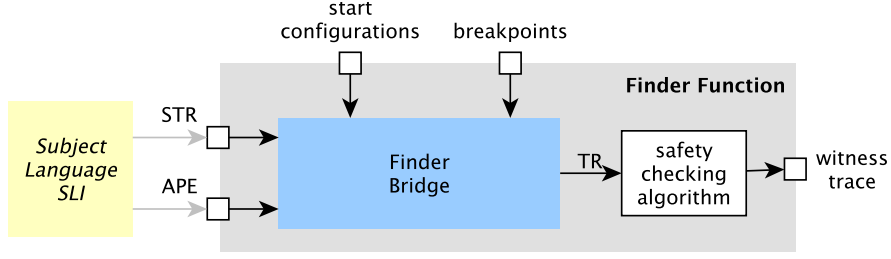 start
configurations
breakpoints
Finder Function
STR
Subject
Language
SLI
APE
Finder
Bridge
TR
safety
checking
algorithm
witness
trace